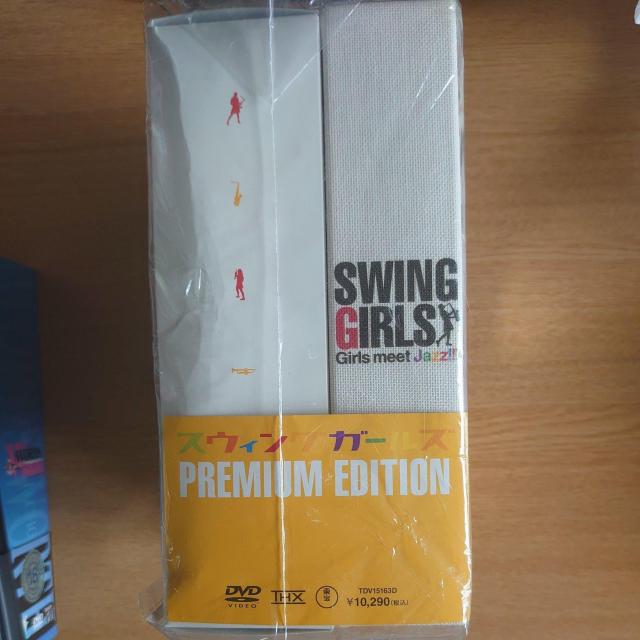 SWING
GIRLS
Girls meet Jazz!!
スウィングガールズ
PREMIUM EDITION
DVD
VIDEO
THX
東宝
TDV15163D
¥10,290(税込)